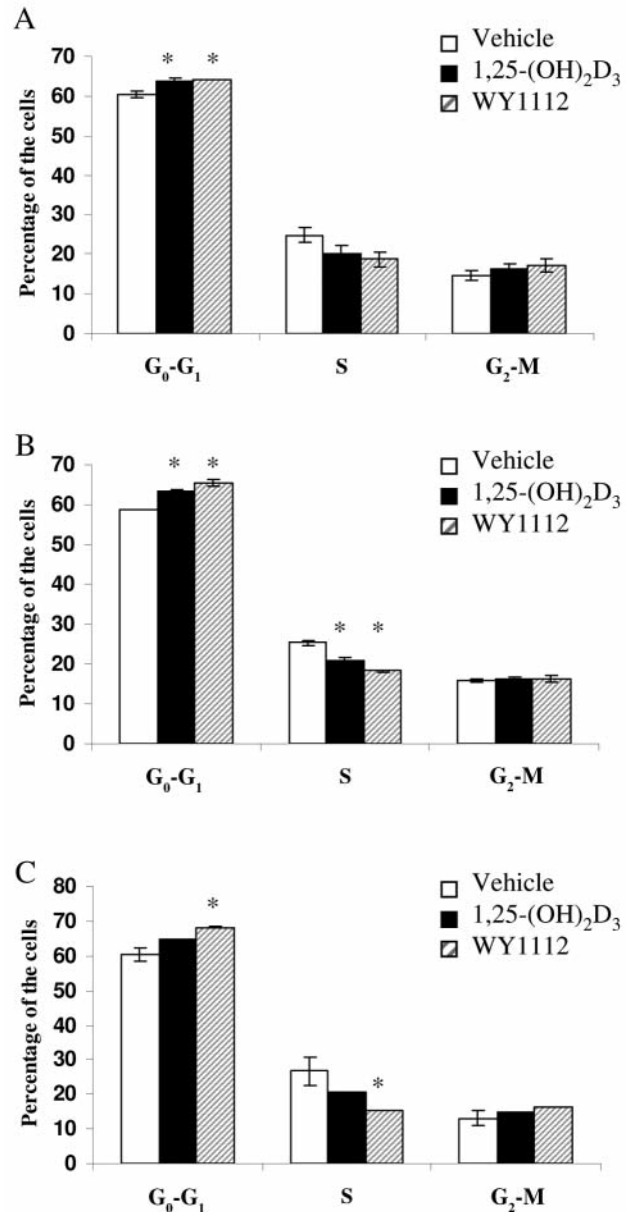 A
Percentage of the cells
70
60
50
40
30
20
10
0
* *
Vehicle
1,25-(OH)₂D₃
WY1112
G₀-G₁ S G₂-M
B
Percentage of the cells
70
60
50
40
30
20
10
0
* *
* *
Vehicle
1,25-(OH)₂D₃
WY1112
G₀-G₁ S G₂-M
C
Percentage of the cells
80
70
60
50
40
30
20
10
0
*
*
Vehicle
1,25-(OH)₂D₃
WY1112
G₀-G₁ S G₂-M